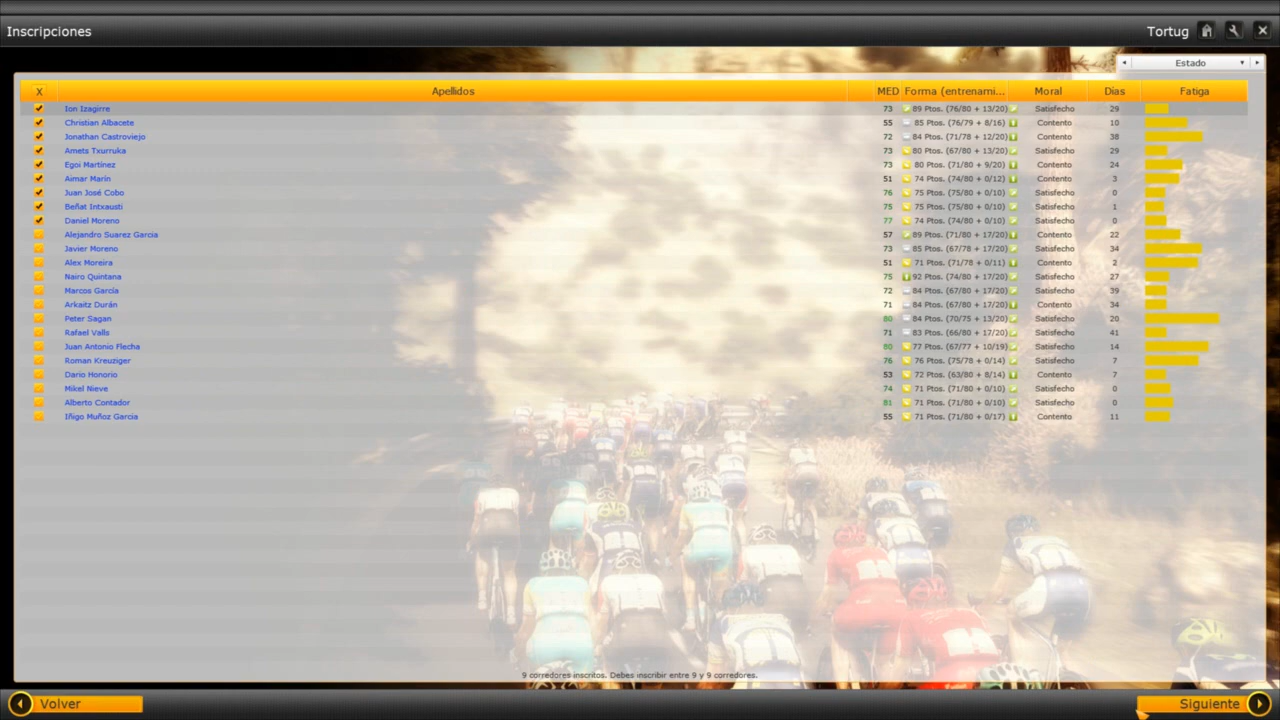 Inscripciones
Tortug
Estado
X Apellidos MED Forma (entrenami... Moral Dias Fatiga
Ion Izagirre 73 89 Ptos. (76/80 + 13/20) Satisfecho 29
Christian Albacete 55 85 Ptos. (76/79 + 8/16) Contento 10
Jonathan Castroviejo 72 84 Ptos. (71/78 + 12/20) Contento 38
Amets Txurruka 73 80 Ptos. (67/80 + 13/20) Satisfecho 29
Egoi Martínez 73 80 Ptos. (71/80 + 9/20) Contento 24
Aimar Marín 51 74 Ptos. (74/80 + 0/12) Contento 3
Juan José Cobo 76 75 Ptos. (75/80 + 0/10) Satisfecho 0
Beñat Intxausti 75 75 Ptos. (75/80 + 0/10) Satisfecho 1
Daniel Moreno 77 74 Ptos. (74/80 + 0/10) Satisfecho 0
Alejandro Suarez Garcia 57 89 Ptos. (71/80 + 17/20) Contento 22
Javier Moreno 73 85 Ptos. (67/78 + 17/20) Satisfecho 34
Alex Moreira 51 71 Ptos. (71/78 + 0/11) Contento 2
Nairo Quintana 75 92 Ptos. (74/80 + 17/20) Satisfecho 27
Marcos García 72 84 Ptos. (67/80 + 17/20) Satisfecho 39
Arkaitz Durán 71 84 Ptos. (67/80 + 17/20) Contento 34
Peter Sagan 80 84 Ptos. (70/75 + 13/20) Satisfecho 20
Rafael Valls 71 83 Ptos. (66/80 + 17/20) Satisfecho 41
Juan Antonio Flecha 80 77 Ptos. (67/77 + 10/19) Satisfecho 14
Roman Kreuziger 76 76 Ptos. (75/78 + 0/14) Satisfecho 7
Dario Honorio 53 72 Ptos. (63/80 + 8/14) Contento 7
Mikel Nieve 74 71 Ptos. (71/80 + 0/10) Satisfecho 0
Alberto Contador 81 71 Ptos. (71/80 + 0/10) Satisfecho 0
Iñigo Muñoz Garcia 55 71 Ptos. (71/80 + 0/17) Contento 11
9 corredores inscritos. Debes inscribir entre 9 y 9 corredores.
Volver
Siguiente